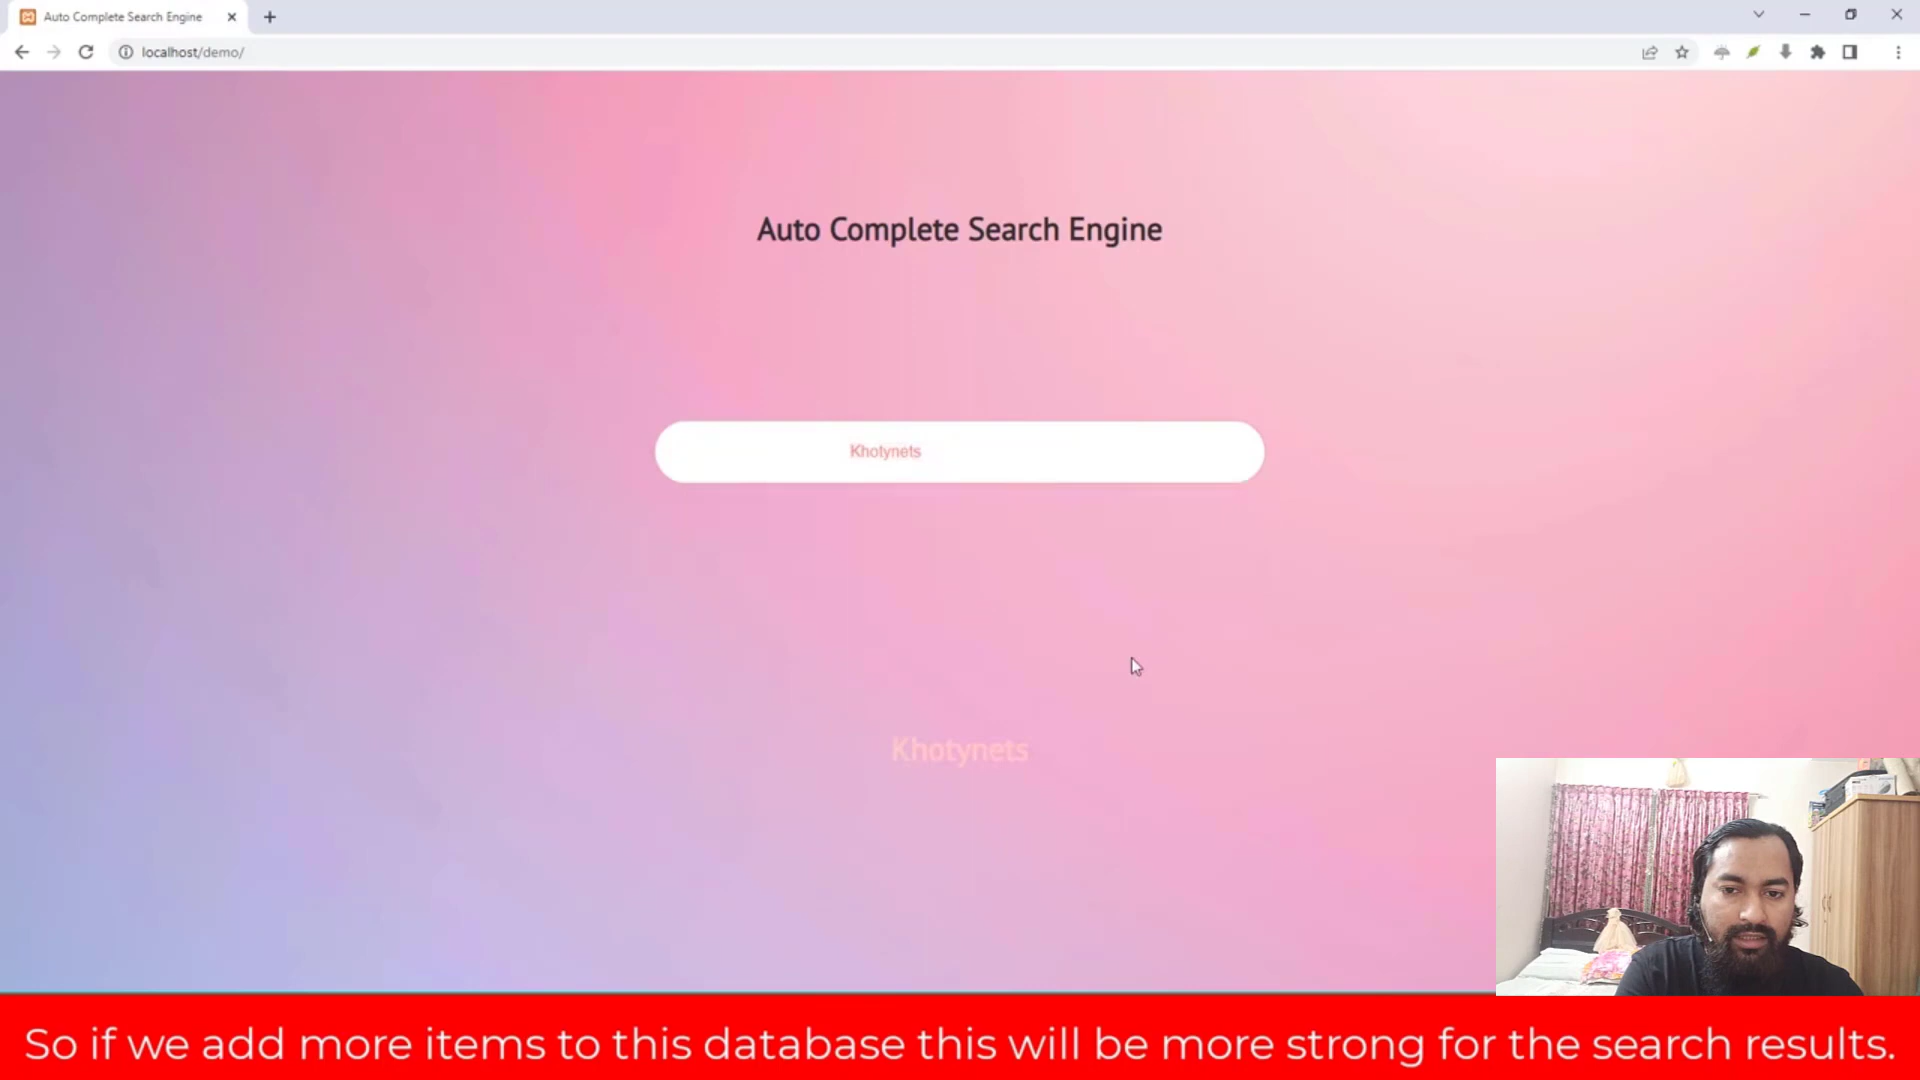 Auto Complete Search Engine
localhost/demo/
Auto Complete Search Engine
Khotynets
Khotynets
So if we add more items to this database this will be more strong for the search results.